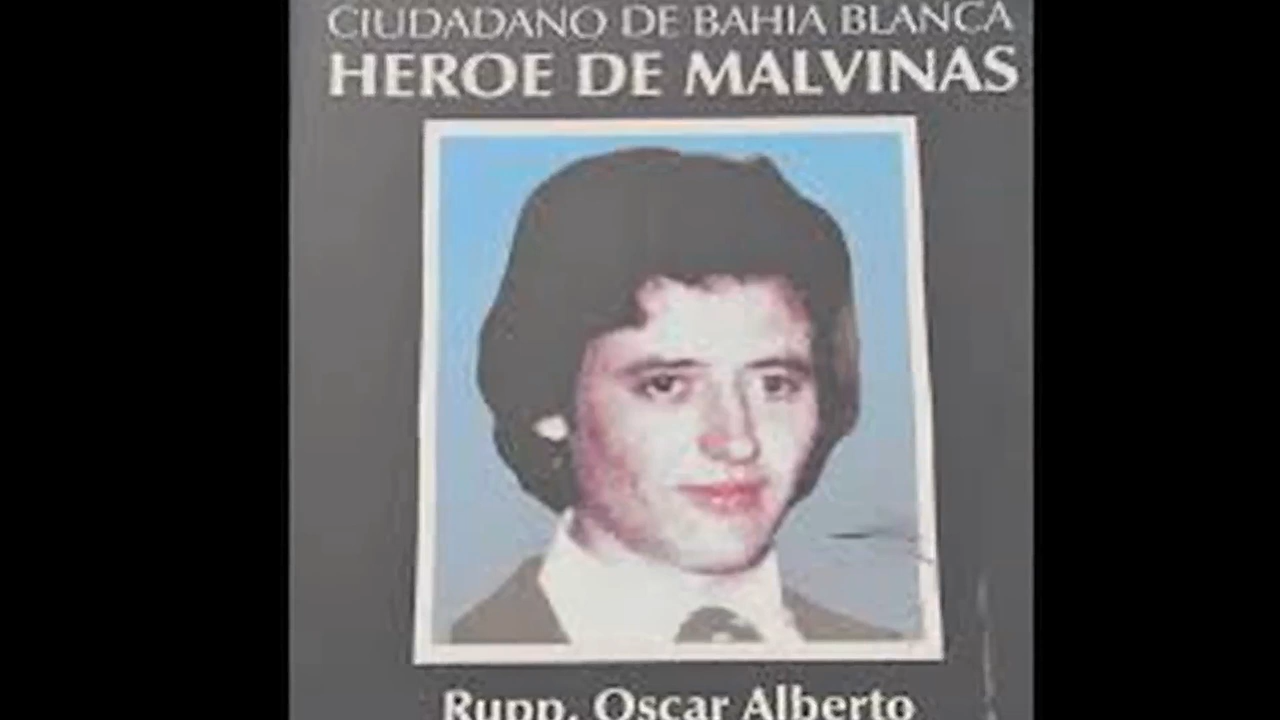 CIUDADANO DE BAHIA BLANCA
HEROE DE MALVINAS
Rupp, Oscar Alberto